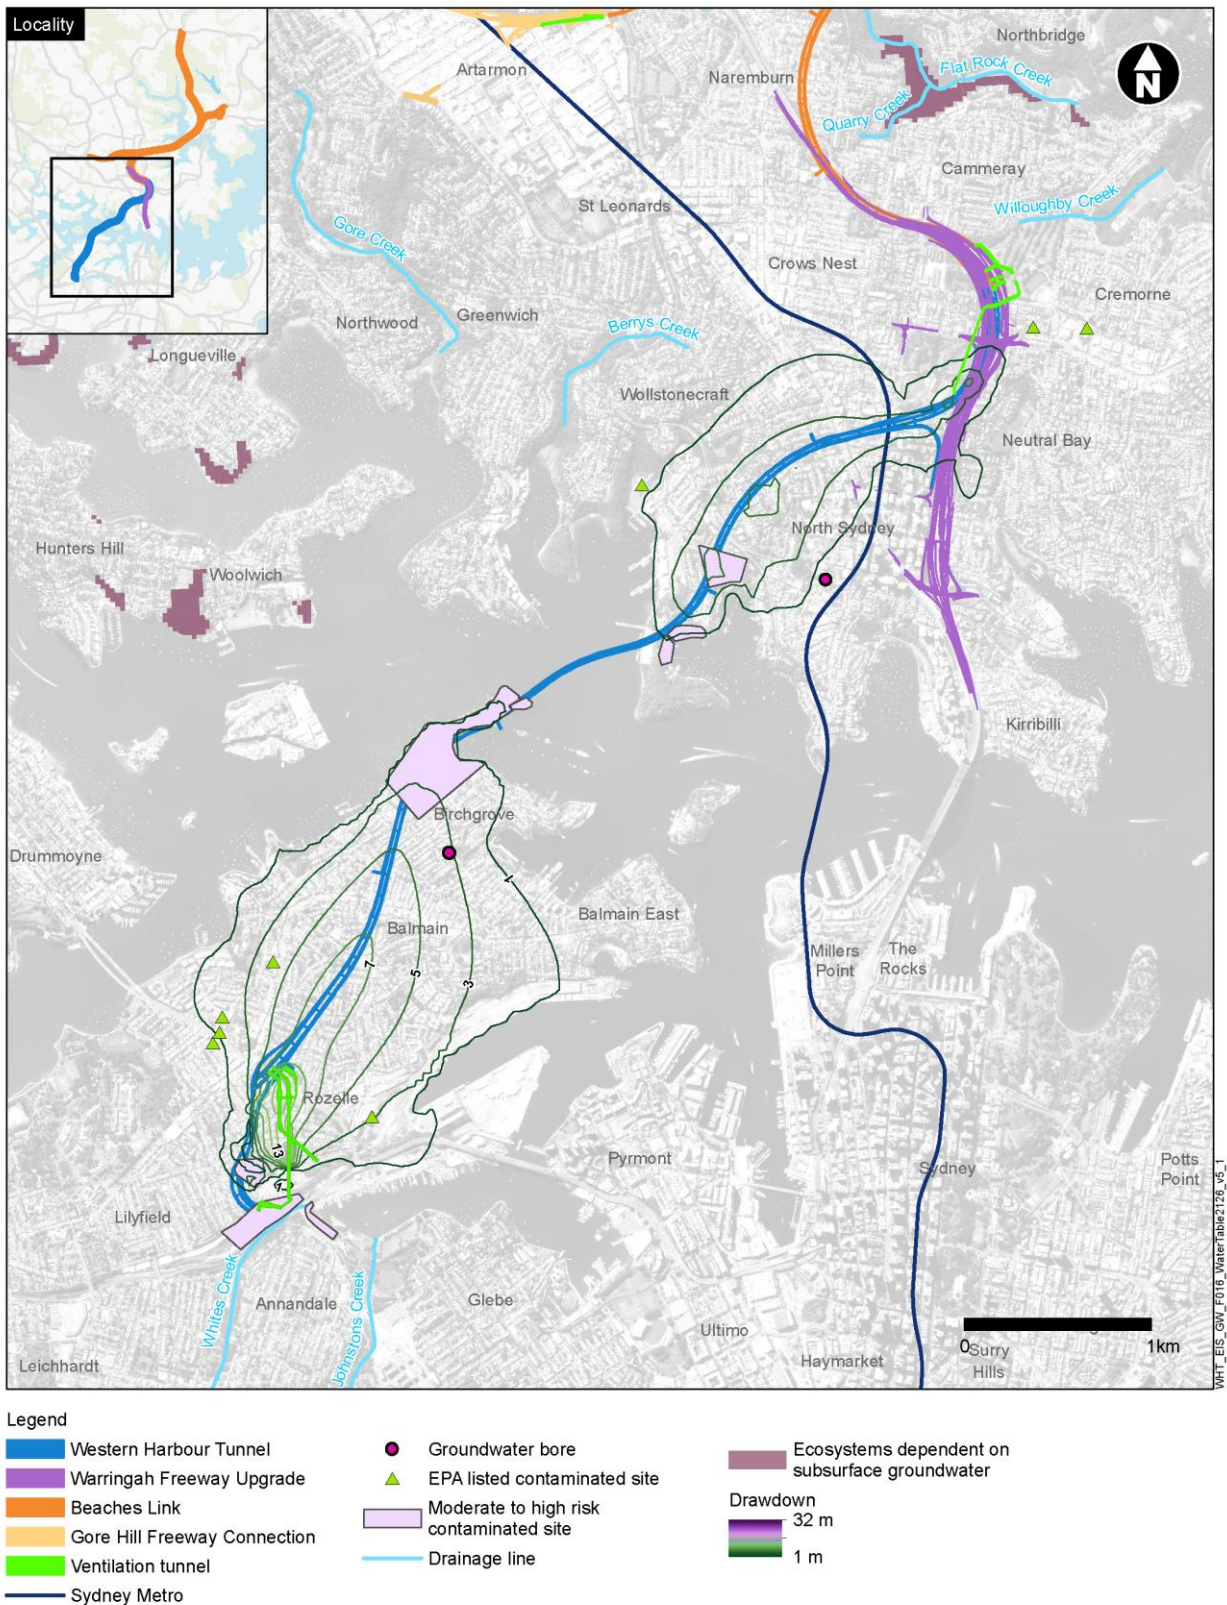 Locality
N
Northbridge
Artarmon
Naremburn
Flat Rock Creek
Quarry Creek
Cammeray
Willoughby Creek
St Leonards
Gore Creek
Crows Nest
Cremorne
Northwood
Greenwich
Berrys Creek
Longueville
Wollstonecraft
Neutral Bay
North Sydney
Hunters Hill
Woolwich
Kirribilli
Birchgrove
Drummoyne
1
Balmain East
Balmain
Millers
Point
The
Rocks
7
5
3
Rozelle
13
Pyrmont
Sydney
Potts
Point
Lilyfield
Whites Creek
Annandale
Johnstons Creek
Glebe
Ultimo
Haymarket
Leichhardt
0
1km
Surry
Hills
WHT_EIS_GW_F016_WaterTable2126_v5_1
Legend
Western Harbour Tunnel
Warringah Freeway Upgrade
Beaches Link
Gore Hill Freeway Connection
Ventilation tunnel
Sydney Metro
Groundwater bore
EPA listed contaminated site
Moderate to high risk
contaminated site
Drainage line
Ecosystems dependent on
subsurface groundwater
Drawdown
32 m
1 m